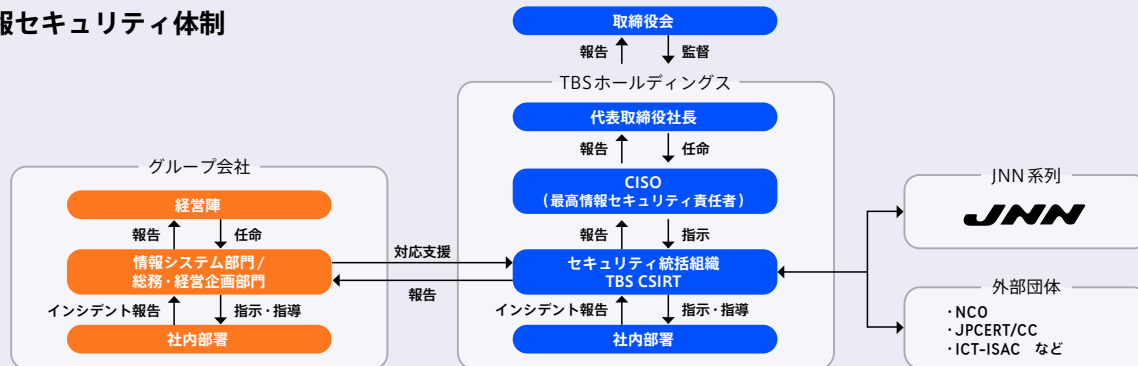 報セキュリティ体制
取締役会
報告
監督
TBSホールディングス
代表取締役社長
報告
任命
CISO
(最高情報セキュリティ責任者)
報告
指示
セキュリティ統括組織
TBS CSIRT
インシデント報告
指示・指導
社内部署
グループ会社
経営陣
報告
任命
情報システム部門/
総務・経営企画部門
インシデント報告
指示・指導
社内部署
対応支援
報告
JNN系列
JNN
外部団体
・NCO
・JPCERT/CC
・ICT-ISAC など